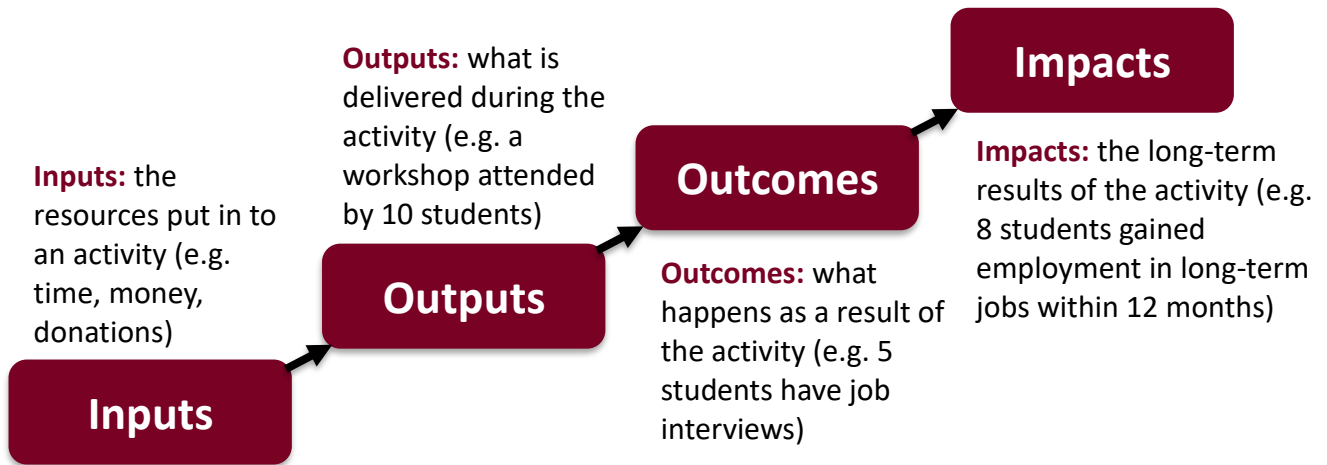 Inputs: the
resources put in to
an activity (e.g.
time, money,
donations)
Inputs
Outputs: what is
delivered during the
activity (e.g. a
workshop attended
by 10 students)
Outputs
Outcomes
Outcomes: what
happens as a result of
the activity (e.g. 5
students have job
interviews)
Impacts
Impacts: the long-term
results of the activity (e.g.
8 students gained
employment in long-term
jobs within 12 months)